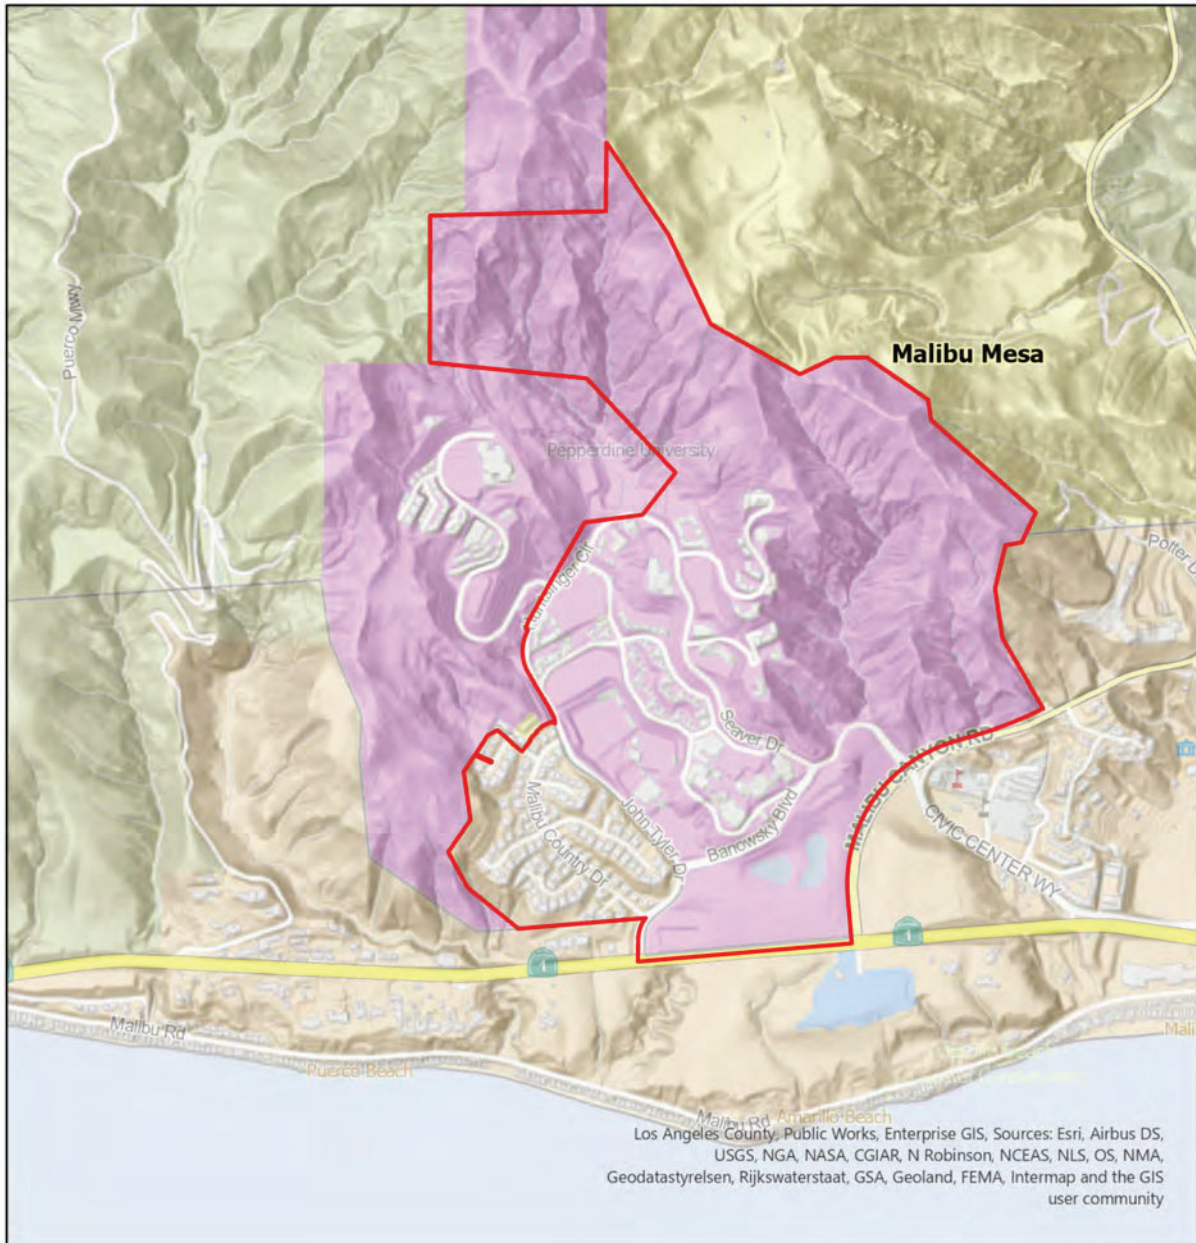 Puerco Mwy
Malibu Mesa
Pepperdine University
Potter D
Huntsinger Cir
Seaver Dr
MALIBU CANYON RD
Malibu Country Dr
John Tyler Dr
Banowsky Blvd
CIVIC CENTER WY
1
1
Malibu Rd
Mali
Puerco Beach
Malibu Rd
Amarillo Beach
Los Angeles County, Public Works, Enterprise GIS, Sources: Esri, Airbus DS,
USGS, NGA, NASA, CGIAR, N Robinson, NCEAS, NLS, OS, NMA,
Geodatastyrelsen, Rijkswaterstaat, GSA, Geoland, FEMA, Intermap and the GIS
user community